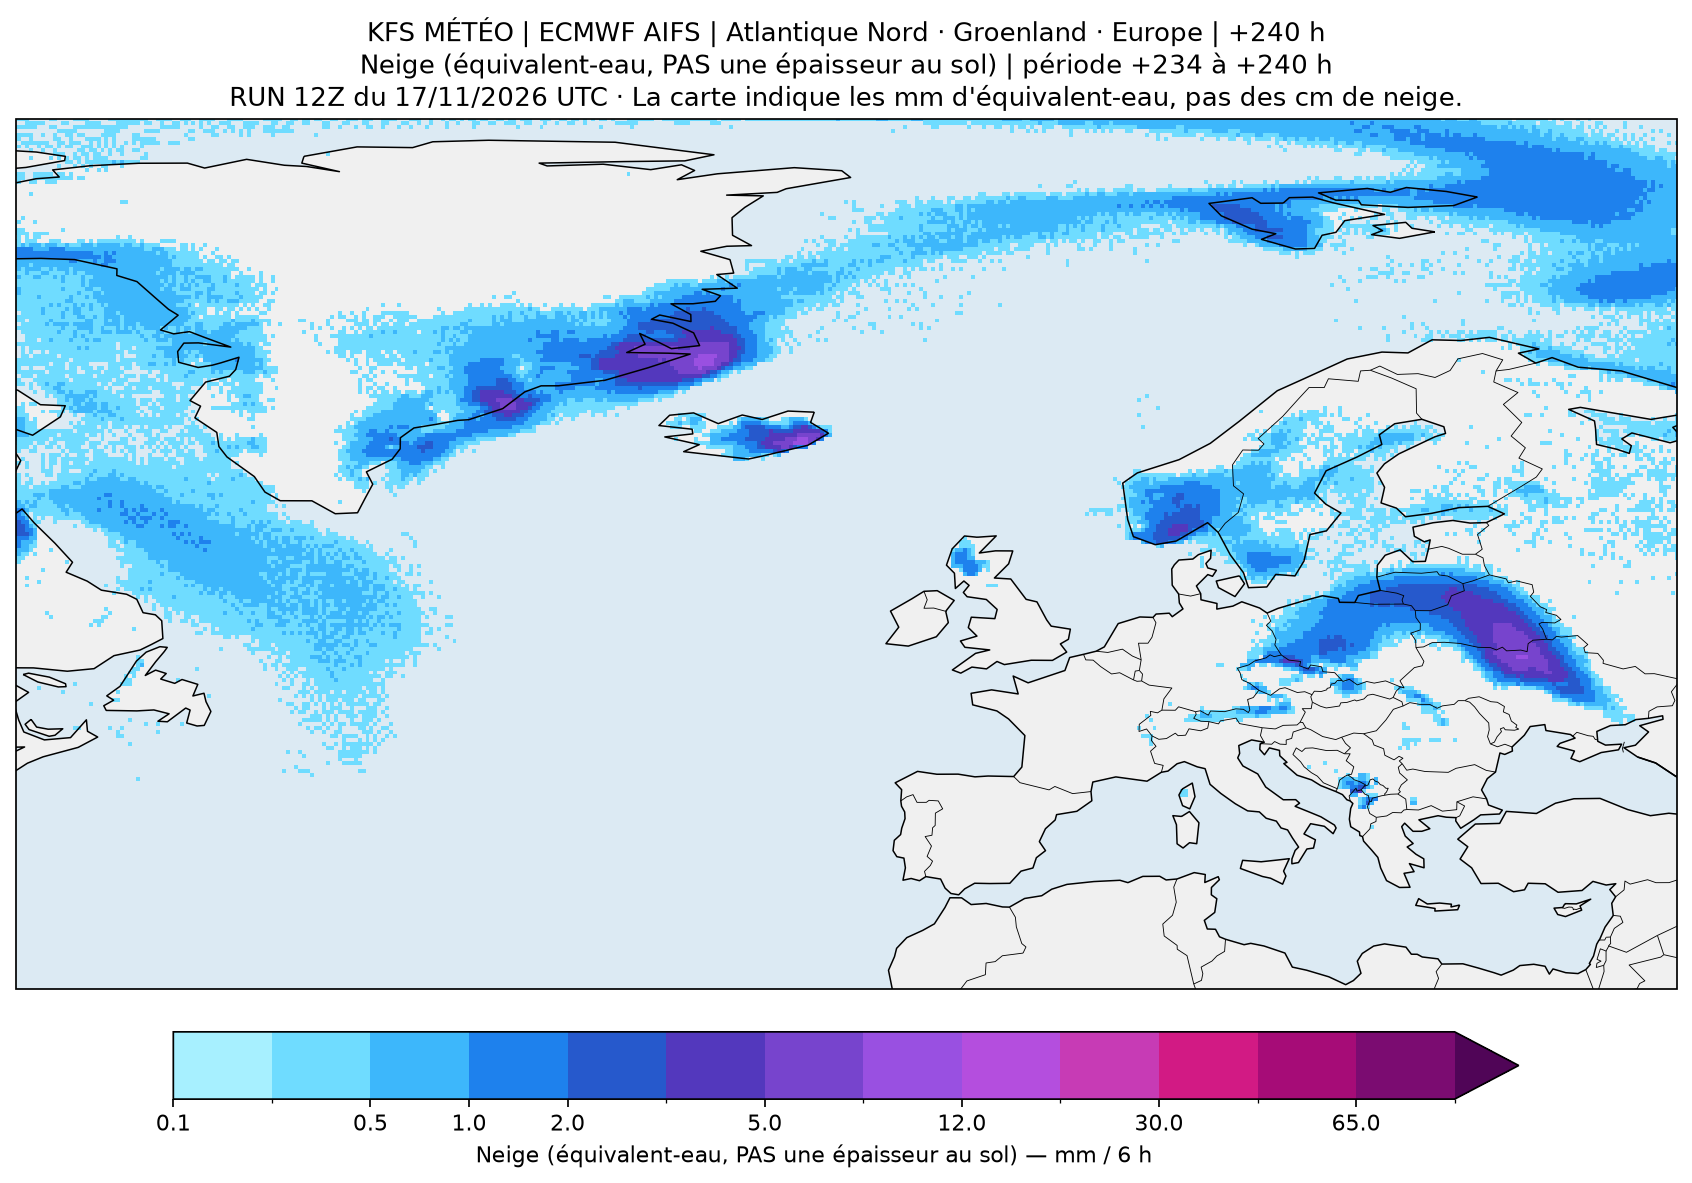 KFS MÉTÉO | ECMWF AIFS | Atlantique Nord · Groenland · Europe | +240 h
Neige (équivalent-eau, PAS une épaisseur au sol) | période +234 à +240 h
RUN 12Z du 17/11/2026 UTC · La carte indique les mm d'équivalent-eau, pas des cm de neige.
0.1 0.5 1.0 2.0 5.0 12.0 30.0 65.0
Neige (équivalent-eau, PAS une épaisseur au sol) — mm / 6 h